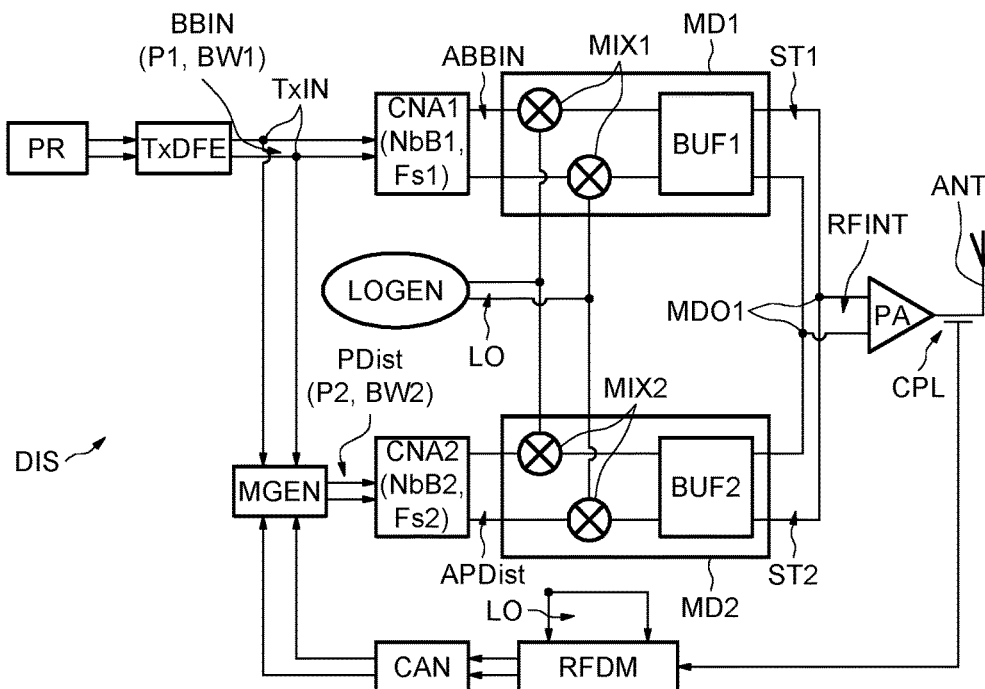 BBIN
(P1, BW1)
TxIN
ABBIN
MIX1
MD1
ST1
PR
TxDFE
CNA1
(NbB1,
Fs1)
BUF1
ANT
RFINT
LOGEN
LO
MDO1
PA
CPL
PDist
(P2, BW2)
MIX2
DIS
MGEN
CNA2
(NbB2,
Fs2)
BUF2
APDist
ST2
MD2
LO
CAN
RFDM